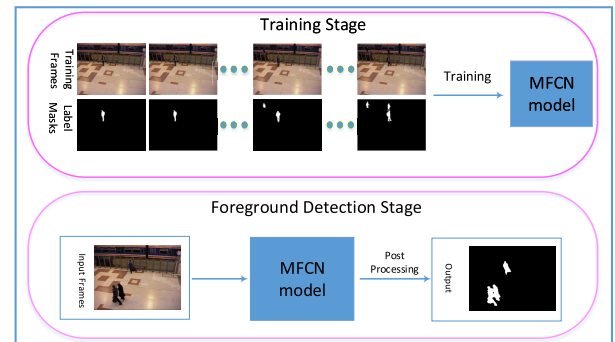 Training Stage
Training
Frames
Label
Masks
Training
MFCN
model
Foreground Detection Stage
Input Frames
MFCN
model
Post
Processing
Output